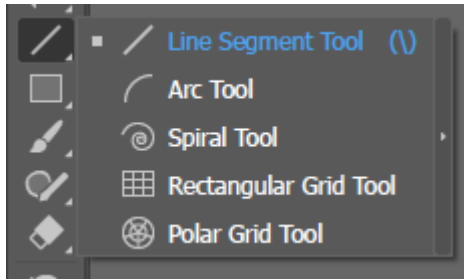 Line Segment Tool (\)
Arc Tool
Spiral Tool
Rectangular Grid Tool
Polar Grid Tool